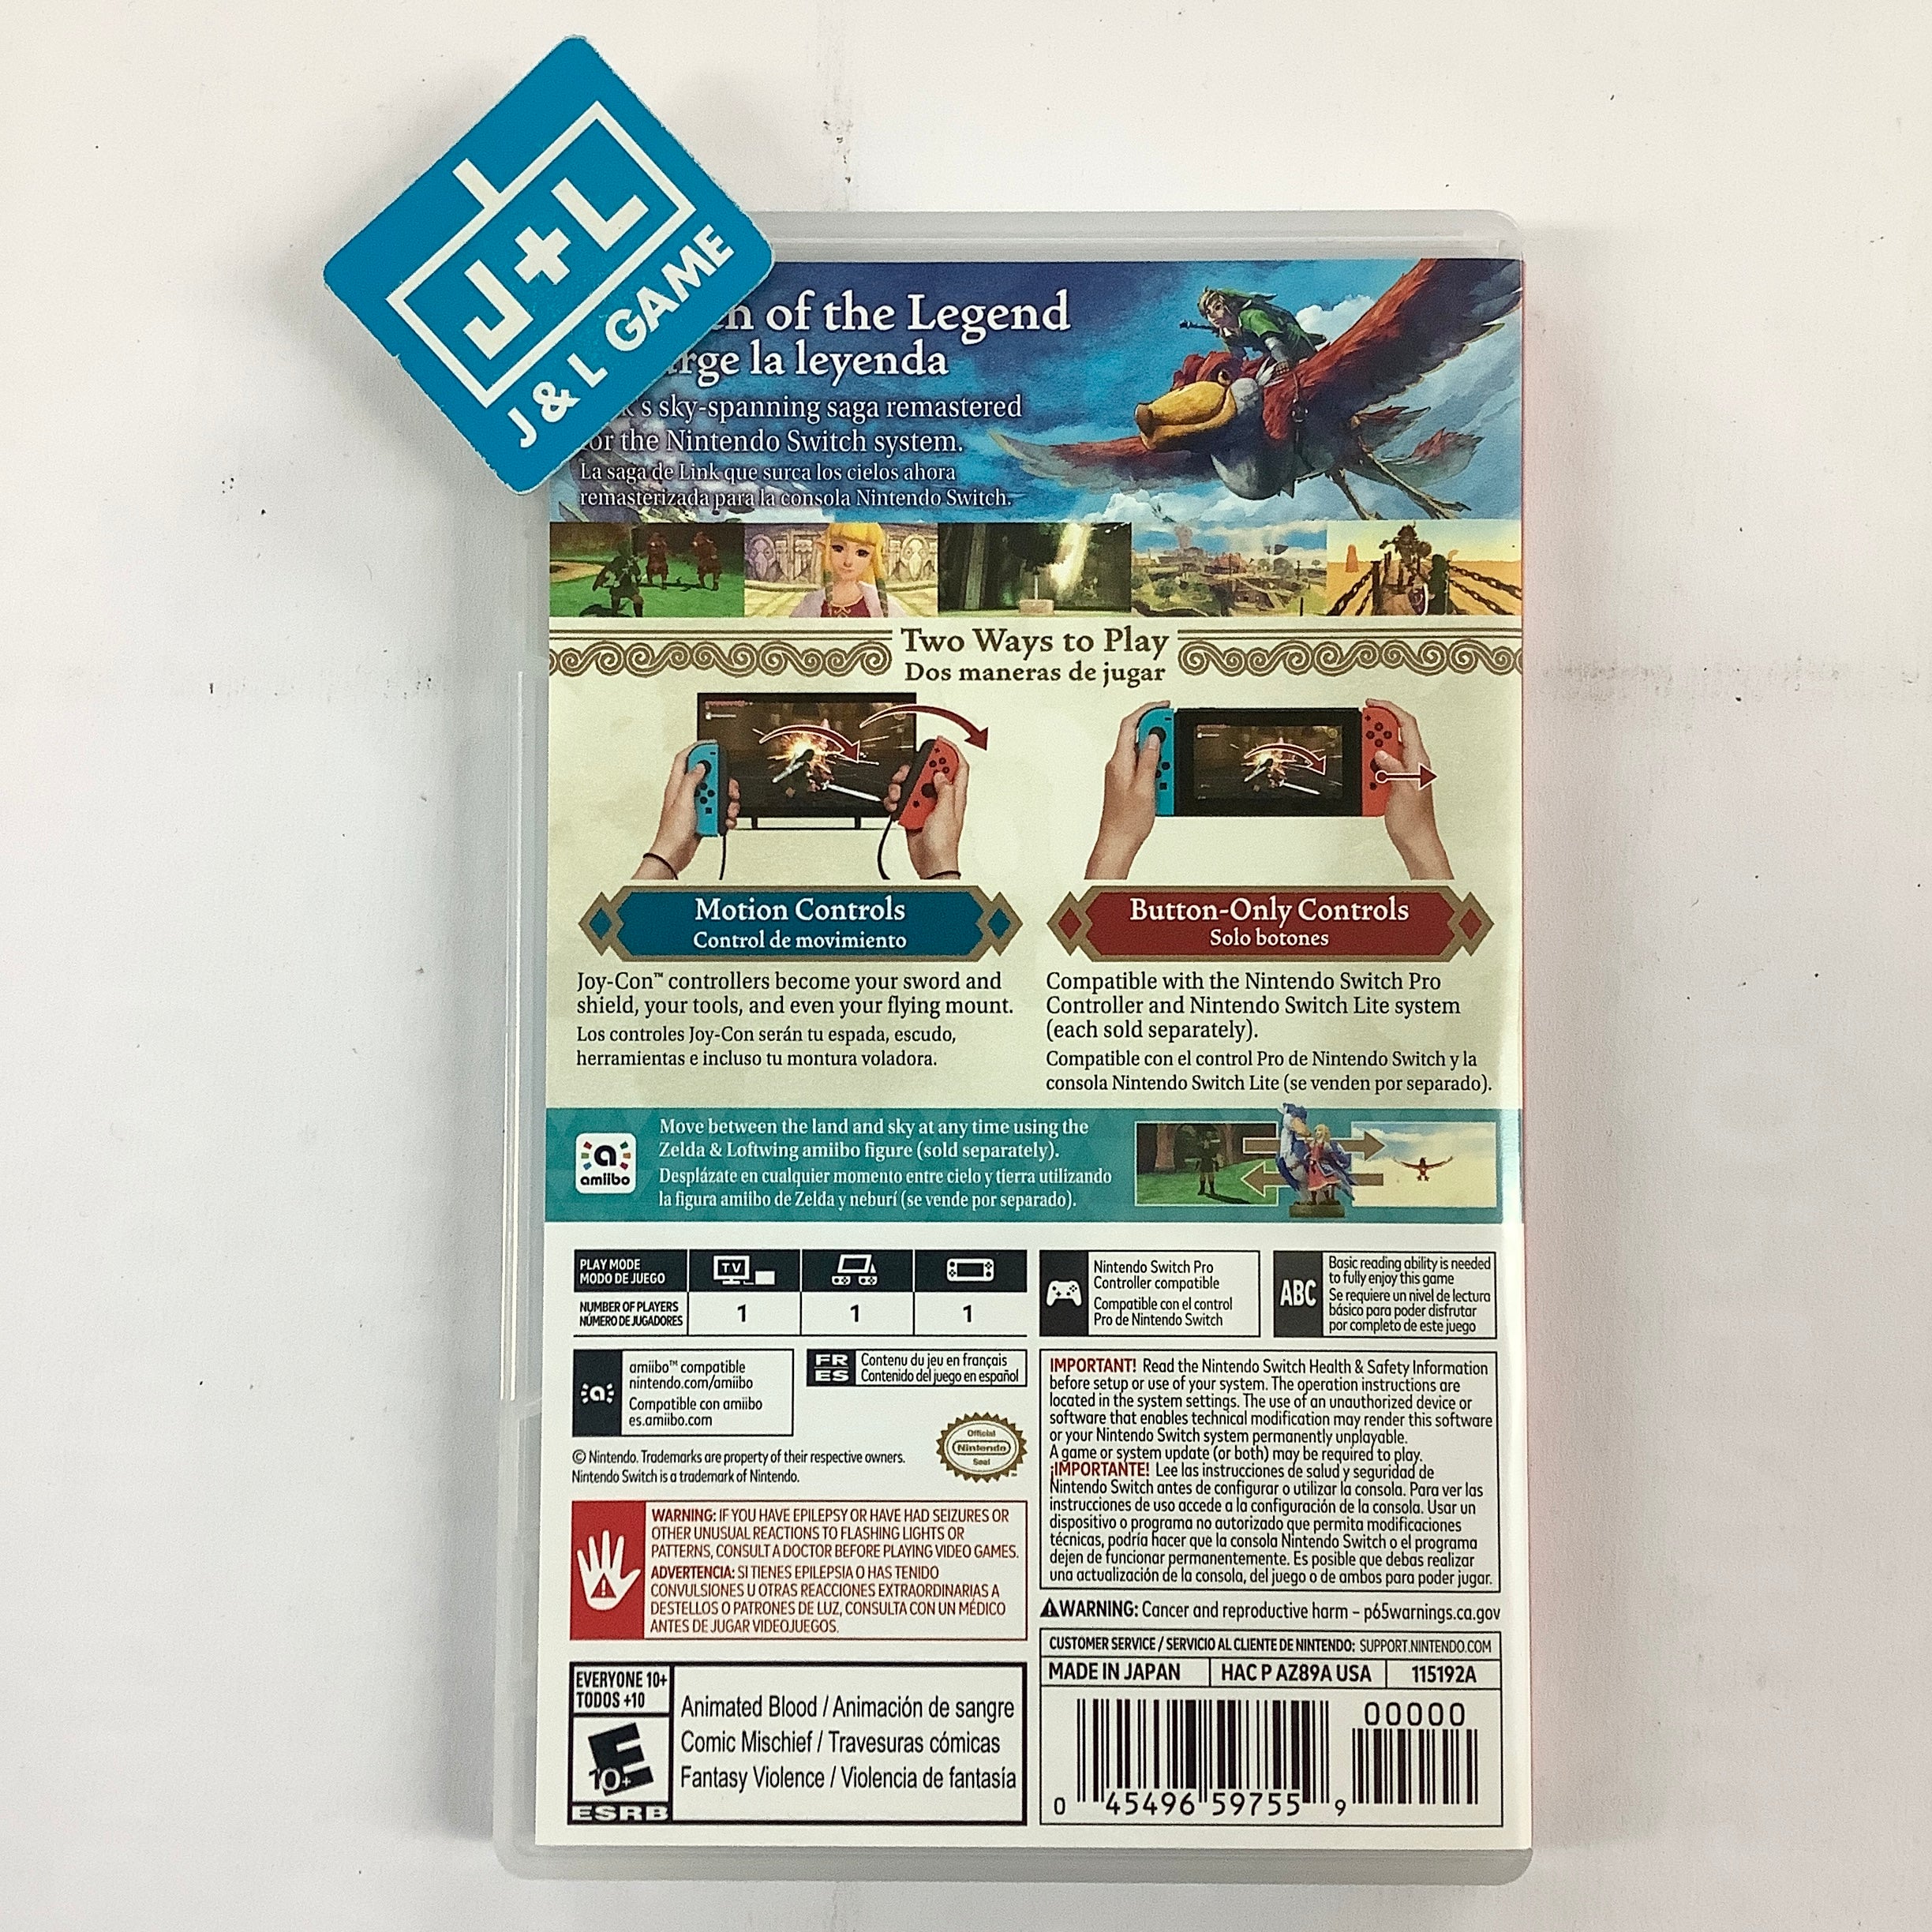 J+L
J & L GAME
of the Legend
la leyenda
sky-spanning saga remastered
the Nintendo Switch system.
La saga de Link que surca los cielos ahora
remasterizada para la consola Nintendo Switch.
Two Ways to Play
Dos maneras de jugar
Motion Controls
Control de movimiento
Joy-Con™ controllers become your sword and
shield, your tools, and even your flying mount.
Los controles Joy-Con serán tu espada, escudo,
herramientas e incluso tu montura voladora.
Button-Only Controls
Solo botones
Compatible with the Nintendo Switch Pro
Controller and Nintendo Switch Lite system
(each sold separately).
Compatible con el control Pro de Nintendo Switch y la
consola Nintendo Switch Lite (se venden por separado).
amiibo
Move between the land and sky at any time using the
Zelda & Loftwing amiibo figure (sold separately).
Desplázate en cualquier momento entre cielo y tierra utilizando
la figura amiibo de Zelda y neburí (se vende por separado).
PLAY MODE
MODO DE JUEGO
TV
NUMBER OF PLAYERS
NÚMERO DE JUGADORES
1 1 1
Nintendo Switch Pro
Controller compatible
Compatible con el control
Pro de Nintendo Switch
ABC
Basic reading ability is needed
to fully enjoy this game
Se requiere un nivel de lectura
básico para poder disfrutar
por completo de este juego
amiibo™ compatible
nintendo.com/amiibo
Compatible con amiibo
es.amiibo.com
FR
ES
Contenu du jeu en français
Contenido del juego en español
© Nintendo. Trademarks are property of their respective owners.
Nintendo Switch is a trademark of Nintendo.
Official
Nintendo
Seal
IMPORTANT! Read the Nintendo Switch Health & Safety Information
before setup or use of your system. The operation instructions are
located in the system settings. The use of an unauthorized device or
software that enables technical modification may render this software
or your Nintendo Switch system permanently unplayable.
A game or system update (or both) may be required to play.
¡IMPORTANTE! Lee las instrucciones de salud y seguridad de
Nintendo Switch antes de configurar o utilizar la consola. Para ver las
instrucciones de uso accede a la configuración de la consola. Usar un
dispositivo o programa no autorizado que permita modificaciones
técnicas, podría hacer que la consola Nintendo Switch o el programa
dejen de funcionar permanentemente. Es posible que debas realizar
una actualización de la consola, del juego o de ambos para poder jugar.
WARNING: IF YOU HAVE EPILEPSY OR HAVE HAD SEIZURES OR
OTHER UNUSUAL REACTIONS TO FLASHING LIGHTS OR
PATTERNS, CONSULT A DOCTOR BEFORE PLAYING VIDEO GAMES.
ADVERTENCIA: SI TIENES EPILEPSIA O HAS TENIDO
CONVULSIONES U OTRAS REACCIONES EXTRAORDINARIAS A
DESTELLOS O PATRONES DE LUZ, CONSULTA CON UN MÉDICO
ANTES DE JUGAR VIDEOJUEGOS.
WARNING: Cancer and reproductive harm – p65warnings.ca.gov
CUSTOMER SERVICE / SERVICIO AL CLIENTE DE NINTENDO: SUPPORT.NINTENDO.COM
MADE IN JAPAN HAC P AZ89A USA 115192A
EVERYONE 10+
TODOS +10
E
10+
ESRB
Animated Blood / Animación de sangre
Comic Mischief / Travesuras cómicas
Fantasy Violence / Violencia de fantasía
00000
0 45496 59755 9